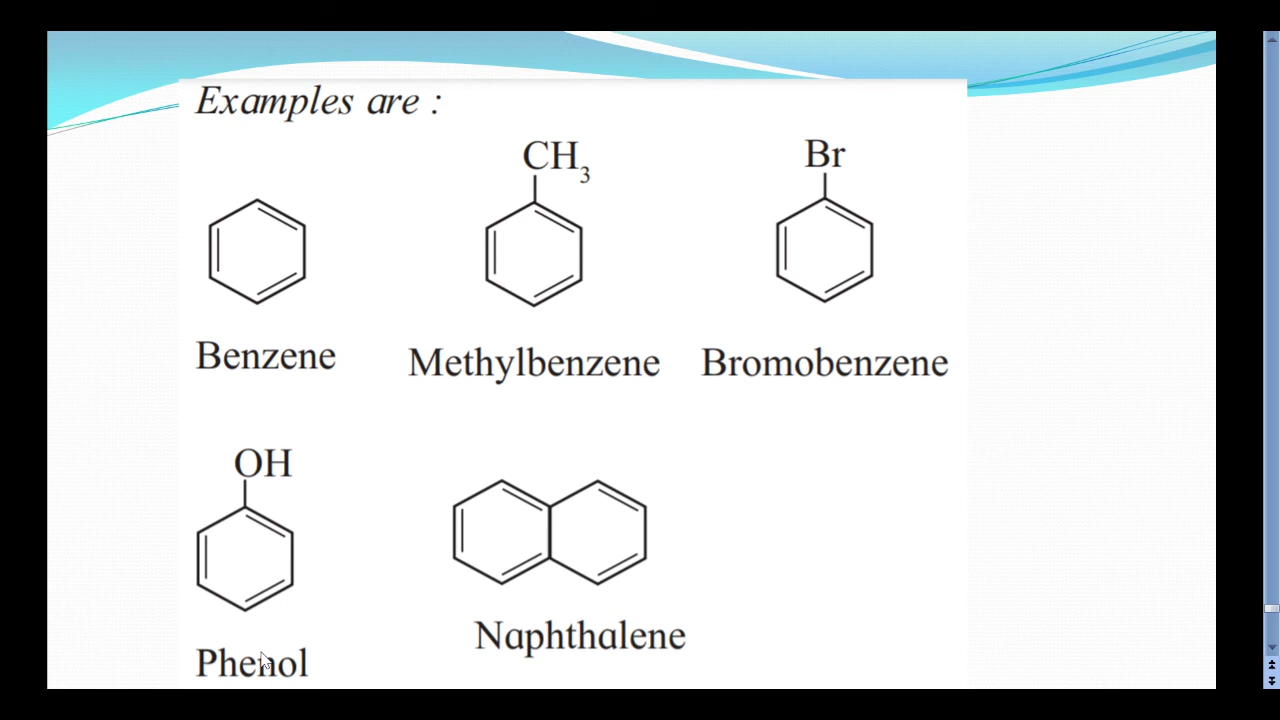 Examples are :
CH₃
Br
Benzene
Methylbenzene
Bromobenzene
OH
Phenol
Naphthalene